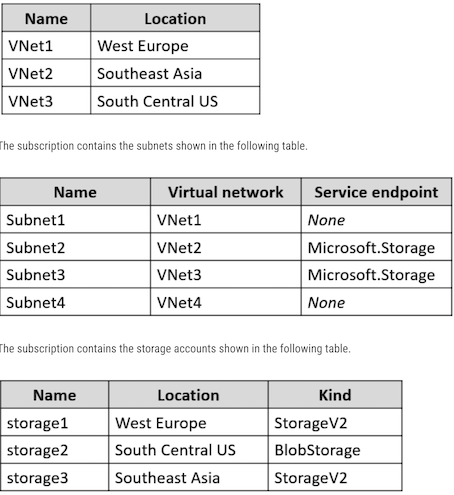 Name Location
VNet1 West Europe
VNet2 Southeast Asia
VNet3 South Central US
The subscription contains the subnets shown in the following table.
Name Virtual network Service endpoint
Subnet1 VNet1 None
Subnet2 VNet2 Microsoft.Storage
Subnet3 VNet3 Microsoft.Storage
Subnet4 VNet4 None
The subscription contains the storage accounts shown in the following table.
Name Location Kind
storage1 West Europe StorageV2
storage2 South Central US BlobStorage
storage3 Southeast Asia StorageV2